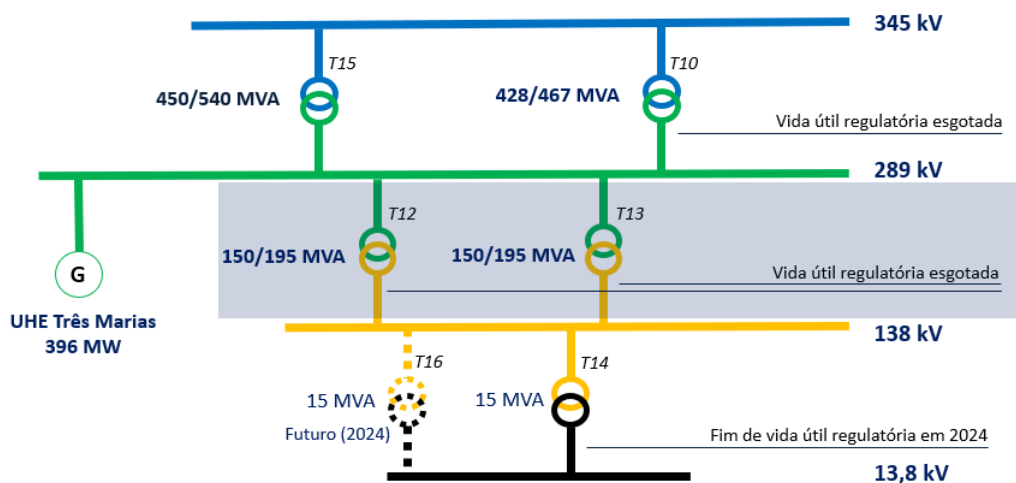 345 kV
T15
T10
450/540 MVA
428/467 MVA
Vida útil regulatória esgotada
289 kV
T12
T13
150/195 MVA
150/195 MVA
Vida útil regulatória esgotada
G
UHE Três Marias
396 MW
138 kV
T16
T14
15 MVA
15 MVA
Futuro (2024)
Fim de vida útil regulatória em 2024
13,8 kV